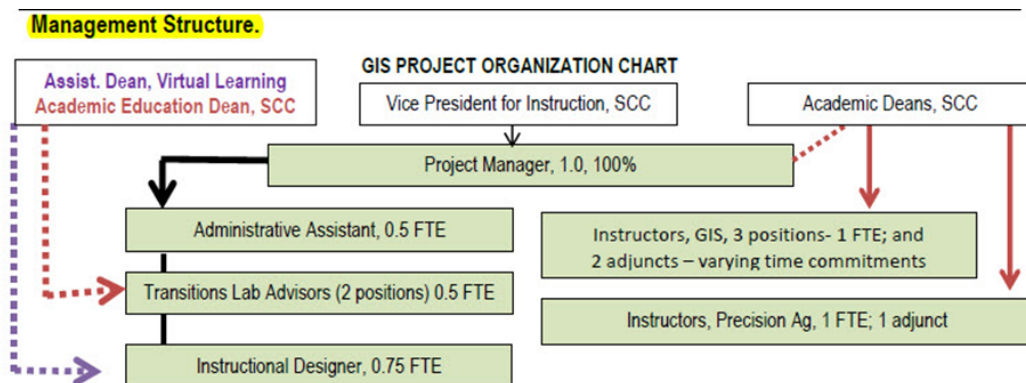 Management Structure.
Assist. Dean, Virtual Learning
Academic Education Dean, SCC
GIS PROJECT ORGANIZATION CHART
Vice President for Instruction, SCC
Academic Deans, SCC
Project Manager, 1.0, 100%
Administrative Assistant, 0.5 FTE
Instructors, GIS, 3 positions- 1 FTE; and
2 adjuncts – varying time commitments
Transitions Lab Advisors (2 positions) 0.5 FTE
Instructors, Precision Ag, 1 FTE; 1 adjunct
Instructional Designer, 0.75 FTE